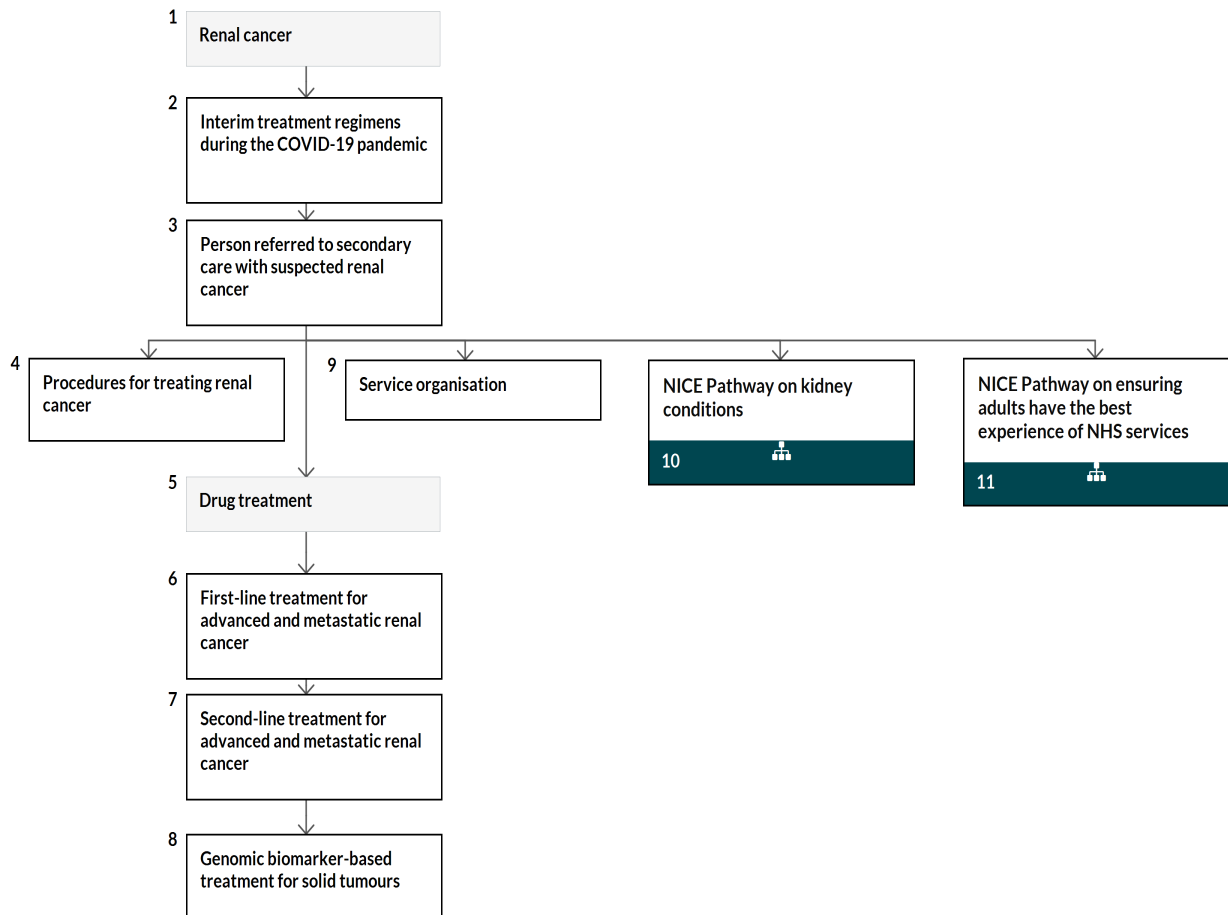 1
Renal cancer
2
Interim treatment regimens
during the COVID-19 pandemic
3
Person referred to secondary
care with suspected renal
cancer
4
Procedures for treating renal
cancer
9
Service organisation
NICE Pathway on kidney
conditions
10
NICE Pathway on ensuring
adults have the best
experience of NHS services
11
5
Drug treatment
6
First-line treatment for
advanced and metastatic renal
cancer
7
Second-line treatment for
advanced and metastatic renal
cancer
8
Genomic biomarker-based
treatment for solid tumours